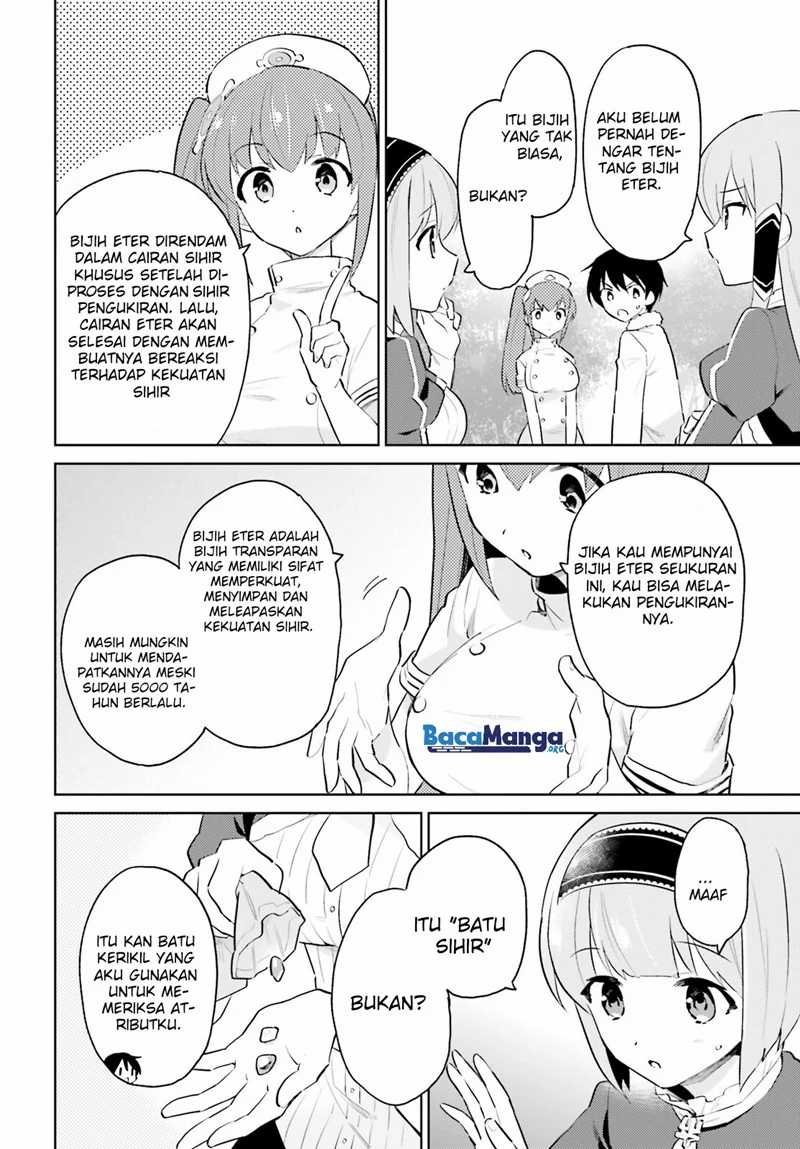 AKU BELUM
PERNAH DE-
NGAR TEN-
TANG BIJIH
ETER.
ITU BIJIH
YANG TAK
BIASA,
BUKAN?
BIJIH ETER DIRENDAM
DALAM CAIRAN SIHIR
KHUSUS SETELAH DI-
PROSES DENGAN SIHIR
PENGUKIRAN. LALU,
CAIRAN ETER AKAN
SELESAI DENGAN MEM-
BUATNYA BEREAKSI
TERHADAP KEKUATAN
SIHIR
JIKA KAU MEMPUNYAI
BIJIH ETER SEUKURAN
INI, KAU BISA MELA-
KUKAN PENGUKIRAN-
NYA.
BIJIH ETER ADALAH
BIJIH TRANSPARAN
YANG MEMILIKI SIFAT
MEMPERKUAT,
MENYIMPAN DAN
MELEAPASKAN
KEKUATAN SIHIR.
MASIH MUNGKIN
UNTUK MENDA-
PATKANNYA MESKI
SUDAH 5000 TA-
HUN BERLALU.
BacaManga
.ORG
...
MAAF
ITU "BATU
SIHIR"
BUKAN?
ITU KAN BATU
KERIKIL YANG
AKU GUNAKAN
UNTUK ME-
MERIKSA AT-
RIBUTKU.